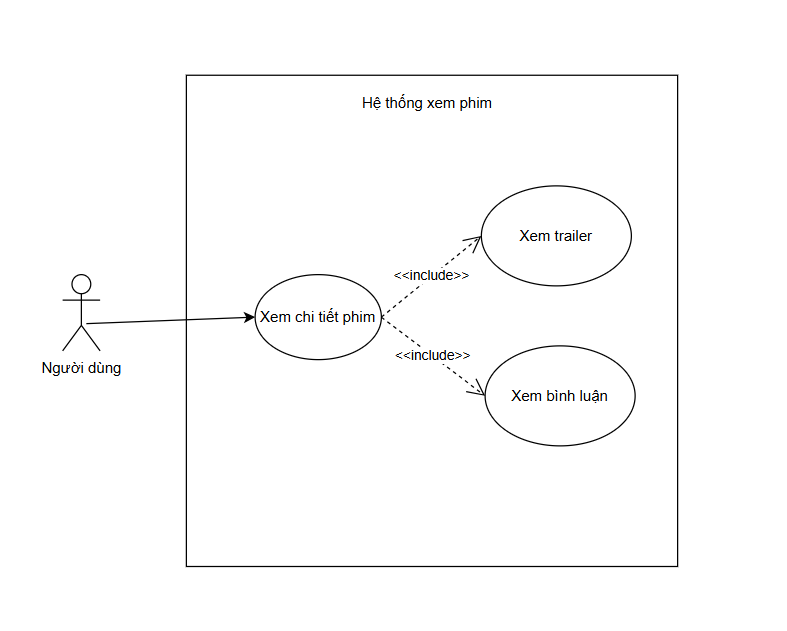 Hệ thống xem phim
Xem trailer
<<include>>
Xem chi tiết phim
<<include>>
Người dùng
Xem bình luận